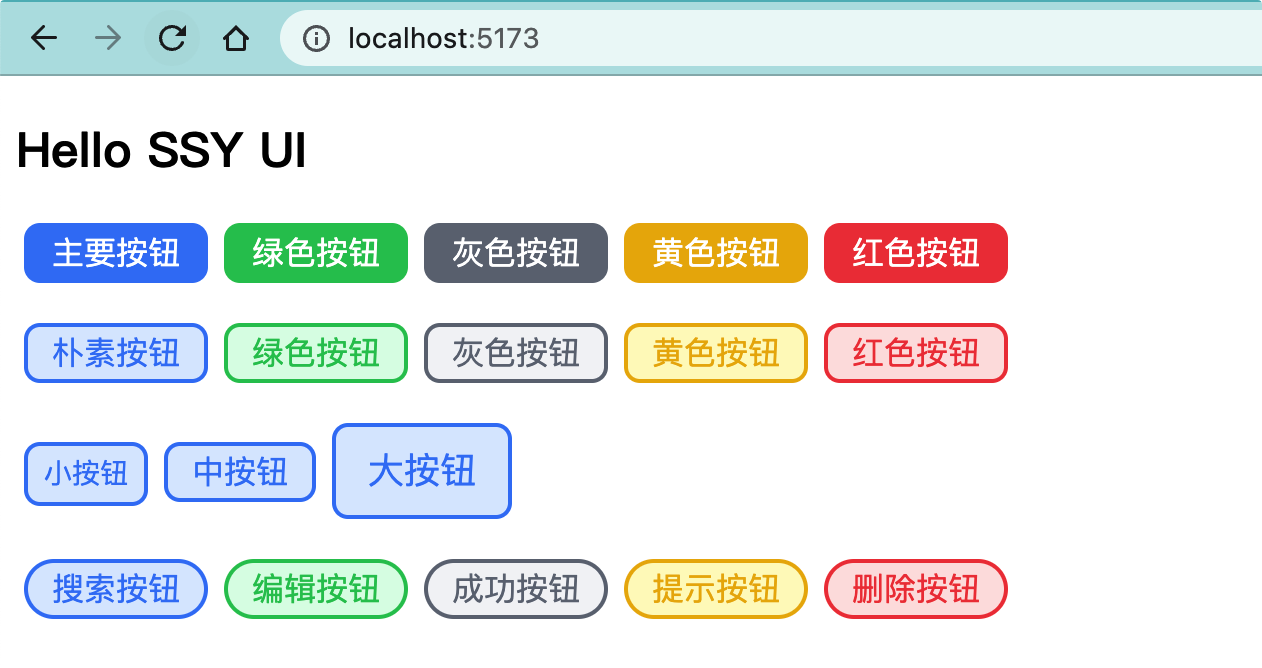 localhost:5173
Hello SSY UI
主要按钮 绿色按钮 灰色按钮 黄色按钮 红色按钮
朴素按钮 绿色按钮 灰色按钮 黄色按钮 红色按钮
小按钮 中按钮 大按钮
搜索按钮 编辑按钮 成功按钮 提示按钮 删除按钮